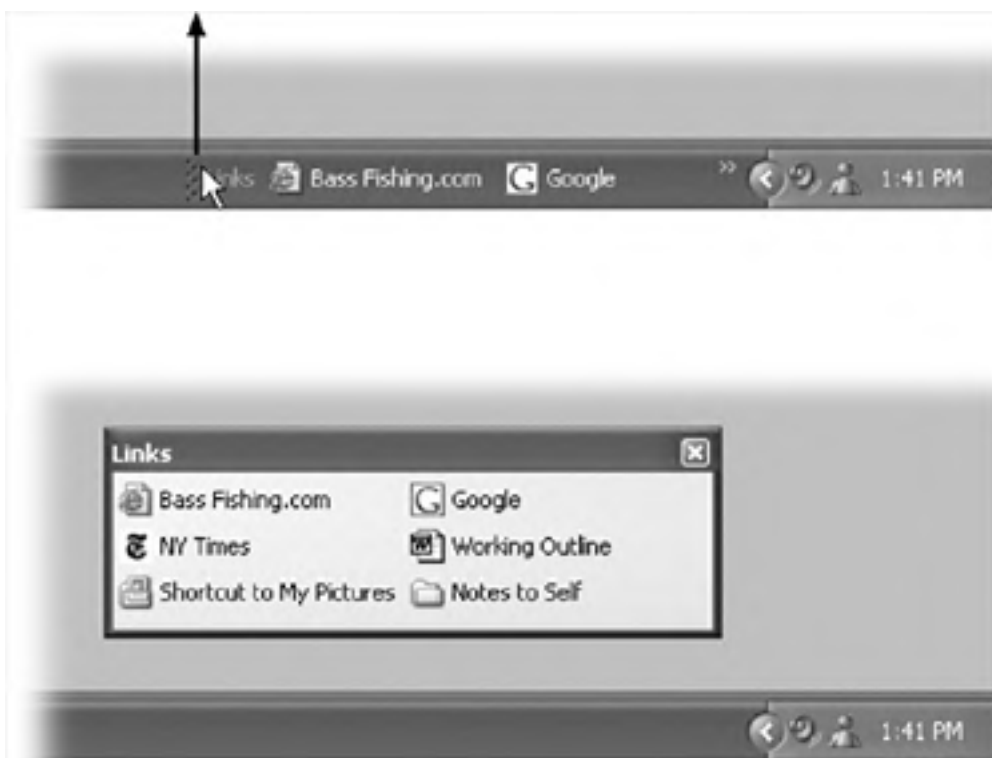 Links Bass Fishing.com Google » 1:41 PM
Links
Bass Fishing.com Google
NY Times Working Outline
Shortcut to My Pictures Notes to Self
1:41 PM